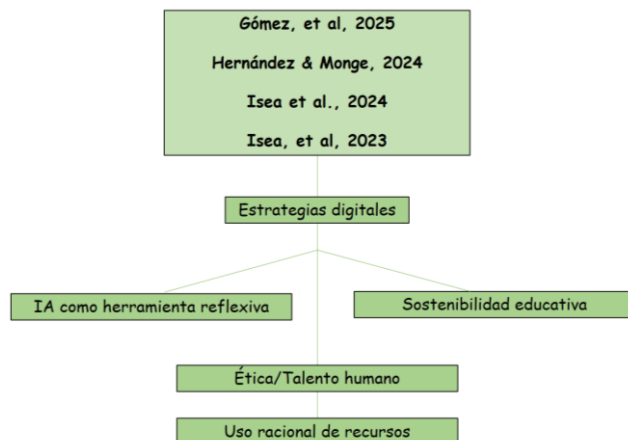 Gómez, et al, 2025
Hernández & Monge, 2024
Isea et al., 2024
Isea, et al, 2023
Estrategias digitales
IA como herramienta reflexiva
Sostenibilidad educativa
Ética/Talento humano
Uso racional de recursos